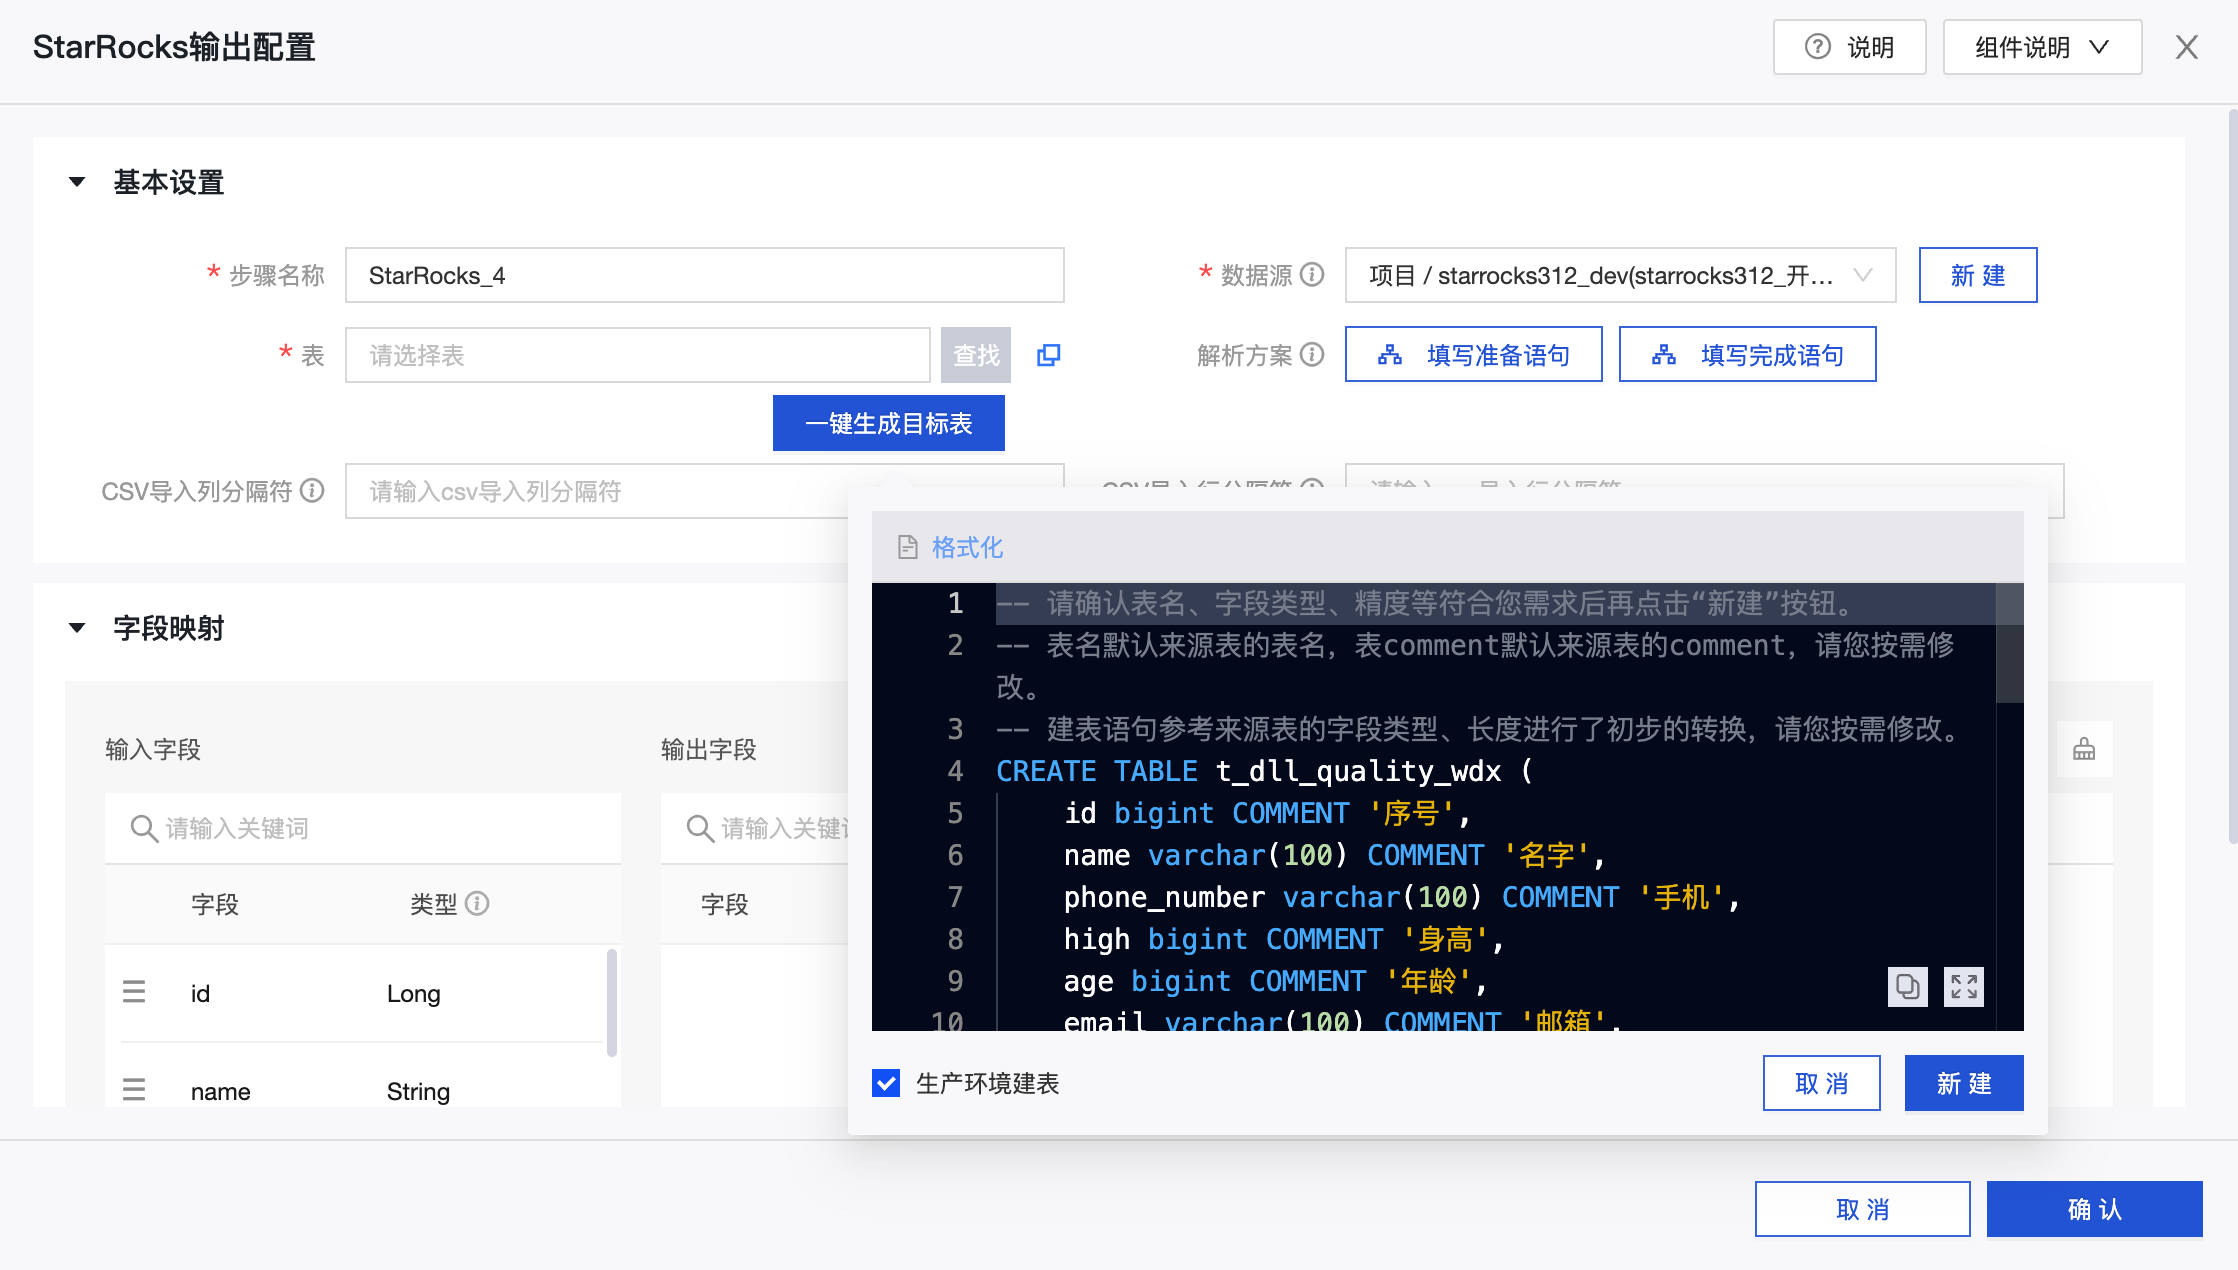 StarRocks输出配置
说明
组件说明
基本设置
* 步骤名称
StarRocks_4
* 数据源
项目 / starrocks312_dev(starrocks312_开...
新 建
* 表
请选择表
查找
解析方案
填写准备语句
填写完成语句
一键生成目标表
CSV导入列分隔符
请输入csv导入列分隔符
格式化
1 -- 请确认表名、字段类型、精度等符合您需求后再点击“新建”按钮。
2 -- 表名默认来源表的表名，表comment默认来源表的comment，请您按需修
改。
3 -- 建表语句参考来源表的字段类型、长度进行了初步的转换，请您按需修改。
4 CREATE TABLE t_dll_quality_wdx (
5 id bigint COMMENT '序号',
6 name varchar(100) COMMENT '名字',
7 phone_number varchar(100) COMMENT '手机',
8 high bigint COMMENT '身高',
9 age bigint COMMENT '年龄',
10 email varchar(100) COMMENT '邮箱',
生产环境建表
取 消
新 建
字段映射
输入字段
输出字段
请输入关键词
请输入关键
字段
类型
字段
id
Long
name
String
取 消
确 认